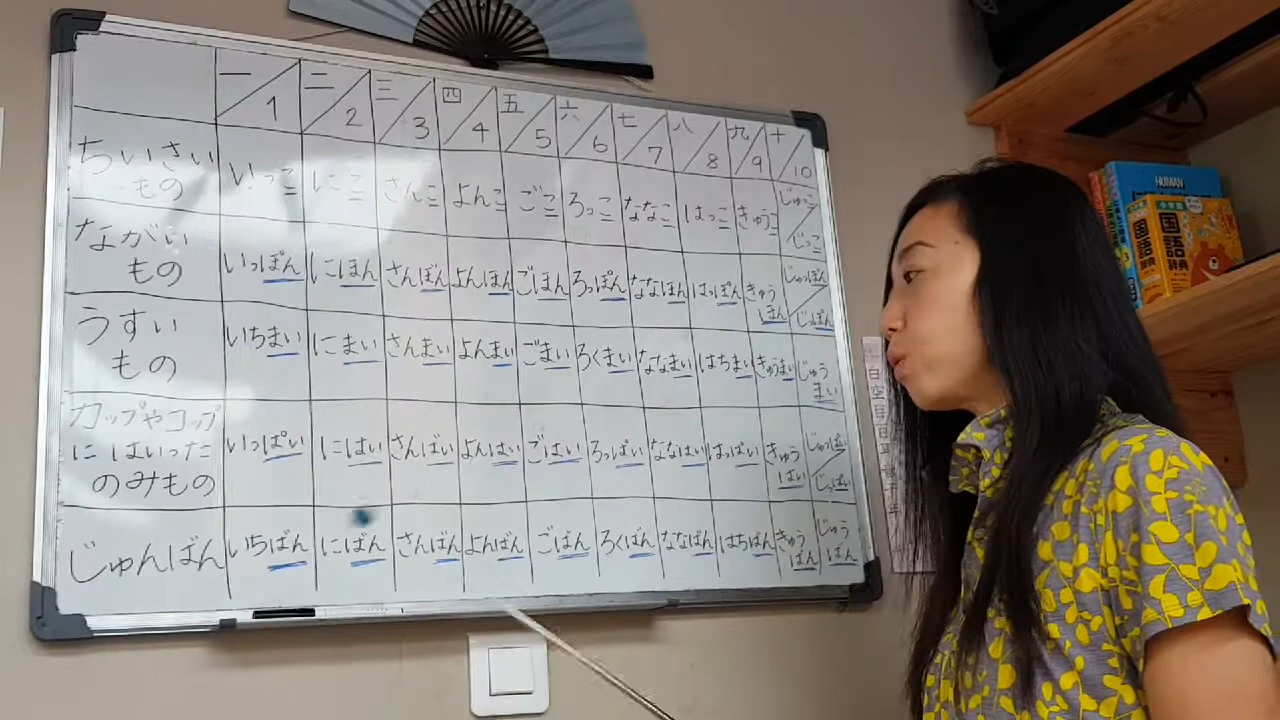 一/1 二/2 三/3 四/4 五/5 六/6 七/7 八/8 九/9 十/10
ちいさい
もの
いっこ にこ さんこ よんこ ごこ ろっこ ななこ はっこ きゅうこ じゅっこ/じっこ
ながい
もの
いっぽん にほん さんぼん よんほん ごほん ろっぽん ななほん はっぽん きゅうほん じゅっぽん/じっぽん
うすい
もの
いちまい にまい さんまい よんまい ごまい ろくまい ななまい はちまい きゅうまい じゅうまい
カップやコップ
にはいった
のみもの
いっぱい にはい さんばい よんはい ごはい ろっぱい ななはい はっぱい きゅうはい じゅっぱい/じっぱい
じゅんばん いちばん にばん さんばん よんばん ごばん ろくばん ななばん はちばん きゅうばん じゅうばん
HUMAN
小学館
国語
辞典
国語
辞典